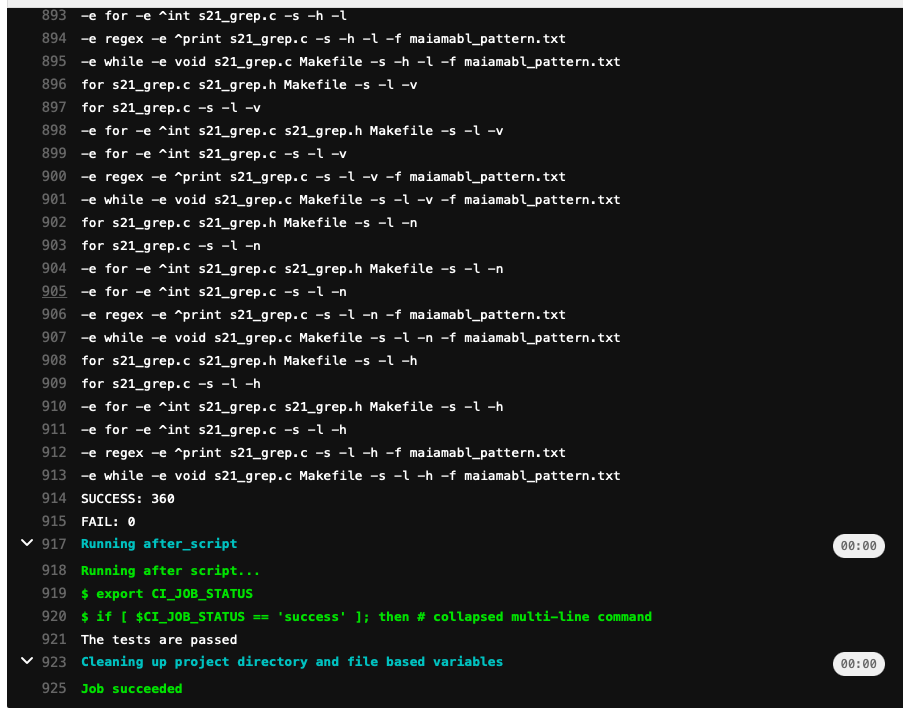 893 -e for -e ^int s21_grep.c -s -h -l
894 -e regex -e ^print s21_grep.c -s -h -l -f maiamabl_pattern.txt
895 -e while -e void s21_grep.c Makefile -s -h -l -f maiamabl_pattern.txt
896 for s21_grep.c s21_grep.h Makefile -s -l -v
897 for s21_grep.c -s -l -v
898 -e for -e ^int s21_grep.c s21_grep.h Makefile -s -l -v
899 -e for -e ^int s21_grep.c -s -l -v
900 -e regex -e ^print s21_grep.c -s -l -v -f maiamabl_pattern.txt
901 -e while -e void s21_grep.c Makefile -s -l -v -f maiamabl_pattern.txt
902 for s21_grep.c s21_grep.h Makefile -s -l -n
903 for s21_grep.c -s -l -n
904 -e for -e ^int s21_grep.c s21_grep.h Makefile -s -l -n
905 -e for -e ^int s21_grep.c -s -l -n
906 -e regex -e ^print s21_grep.c -s -l -n -f maiamabl_pattern.txt
907 -e while -e void s21_grep.c Makefile -s -l -n -f maiamabl_pattern.txt
908 for s21_grep.c s21_grep.h Makefile -s -l -h
909 for s21_grep.c -s -l -h
910 -e for -e ^int s21_grep.c s21_grep.h Makefile -s -l -h
911 -e for -e ^int s21_grep.c -s -l -h
912 -e regex -e ^print s21_grep.c -s -l -h -f maiamabl_pattern.txt
913 -e while -e void s21_grep.c Makefile -s -l -h -f maiamabl_pattern.txt
914 SUCCESS: 360
915 FAIL: 0
917 Running after_script 00:00
918 Running after script...
919 $ export CI_JOB_STATUS
920 $ if [ $CI_JOB_STATUS == 'success' ]; then # collapsed multi-line command
921 The tests are passed
923 Cleaning up project directory and file based variables 00:00
925 Job succeeded